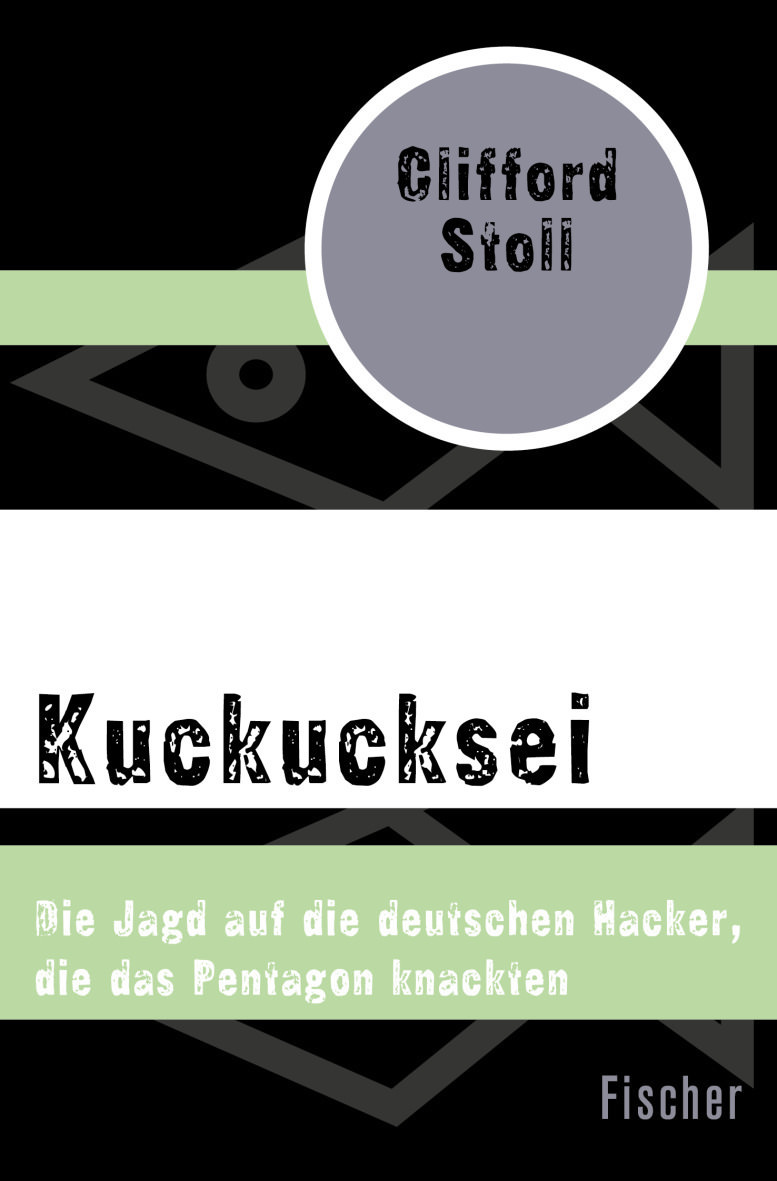 Clifford
Stoll
Kuckucksei
Die Jagd auf die deutschen Hacker,
die das Pentagon knackten
Fischer